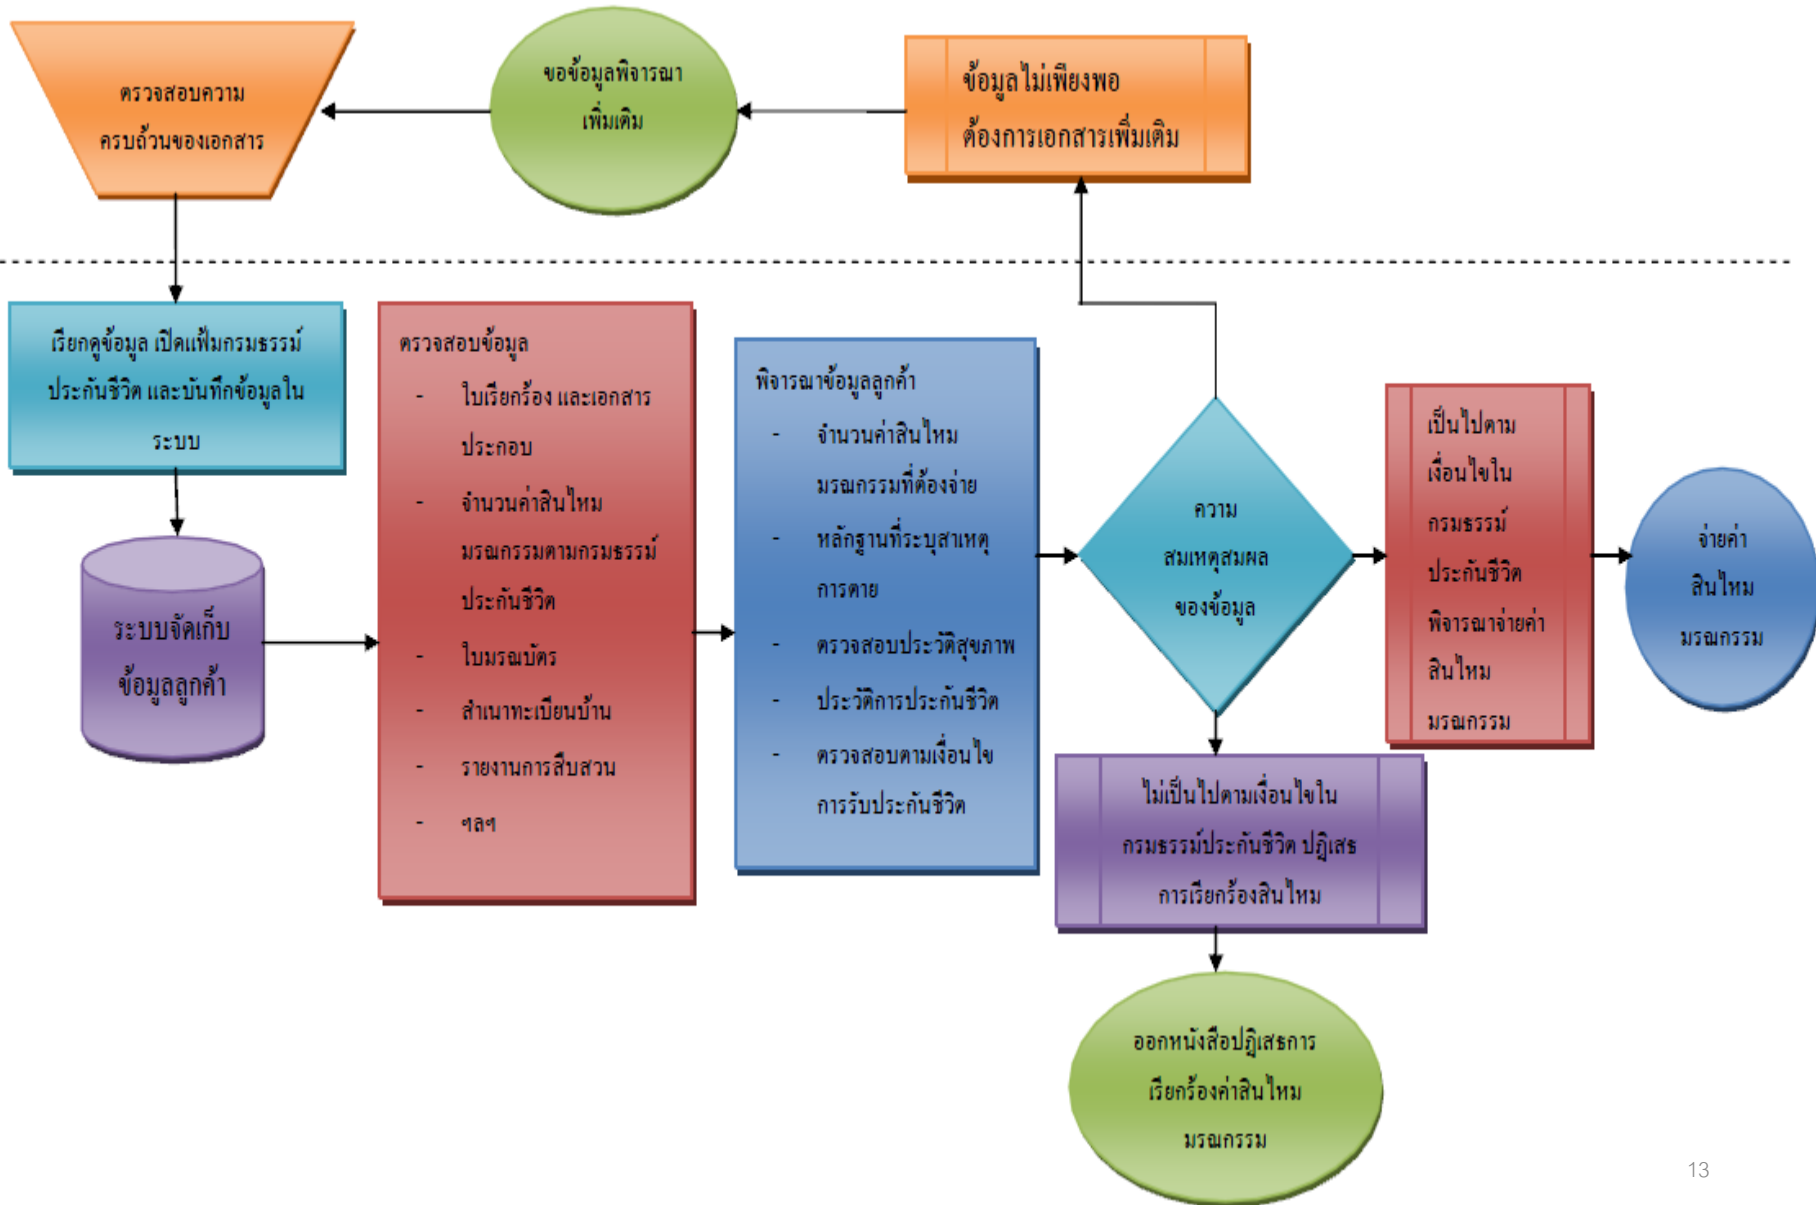 ตรวจสอบความ
ครบถ้วนของเอกสาร
ขอข้อมูลพิจารณา
เพิ่มเติม
ข้อมูลไม่เพียงพอ
ต้องการเอกสารเพิ่มเติม
เรียกดูข้อมูล เปิดแฟ้มกรมธรรม์
ประกันชีวิต และบันทึกข้อมูลใน
ระบบ
ระบบจัดเก็บ
ข้อมูลลูกค้า
ตรวจสอบข้อมูล
- ใบเรียกร้อง และเอกสาร
ประกอบ
- จำนวนค่าสินไหม
มรณกรรมตามกรมธรรม์
ประกันชีวิต
- ใบมรณบัตร
- สำเนาทะเบียนบ้าน
- รายงานการสืบสวน
- ฯลฯ
พิจารณาข้อมูลลูกค้า
- จำนวนค่าสินไหม
มรณกรรมที่ต้องจ่าย
- หลักฐานที่ระบุสาเหตุ
การตาย
- ตรวจสอบประวัติสุขภาพ
- ประวัติการประกันชีวิต
- ตรวจสอบตามเงื่อนไข
การรับประกันชีวิต
ความ
สมเหตุสมผล
ของข้อมูล
เป็นไปตาม
เงื่อนไขใน
กรมธรรม์
ประกันชีวิต
พิจารณาจ่ายค่า
สินไหม
มรณกรรม
จ่ายค่า
สินไหม
มรณกรรม
ไม่เป็นไปตามเงื่อนไขใน
กรมธรรม์ประกันชีวิต ปฏิเสธ
การเรียกร้องสินไหม
ออกหนังสือปฏิเสธการ
เรียกร้องค่าสินไหม
มรณกรรม
13